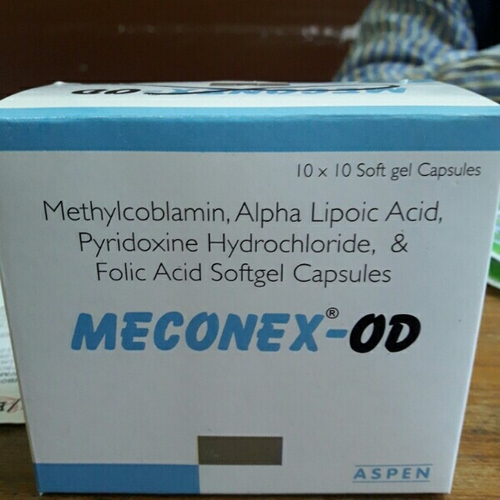 10 x 10 Soft gel Capsules
Methylcoblamin, Alpha Lipoic Acid,
Pyridoxine Hydrochloride, &
Folic Acid Softgel Capsules
MECONEX®-OD
ASPEN